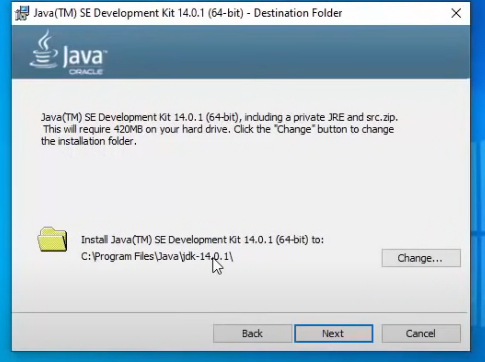 Java(TM) SE Development Kit 14.0.1 (64-bit) - Destination Folder
Java™
ORACLE
Java(TM) SE Development Kit 14.0.1 (64-bit), including a private JRE and src.zip.
This will require 420MB on your hard drive. Click the "Change" button to change
the installation folder.
Install Java(TM) SE Development Kit 14.0.1 (64-bit) to:
C:\Program Files\Java\jdk-14.0.1\
Change...
Back
Next
Cancel